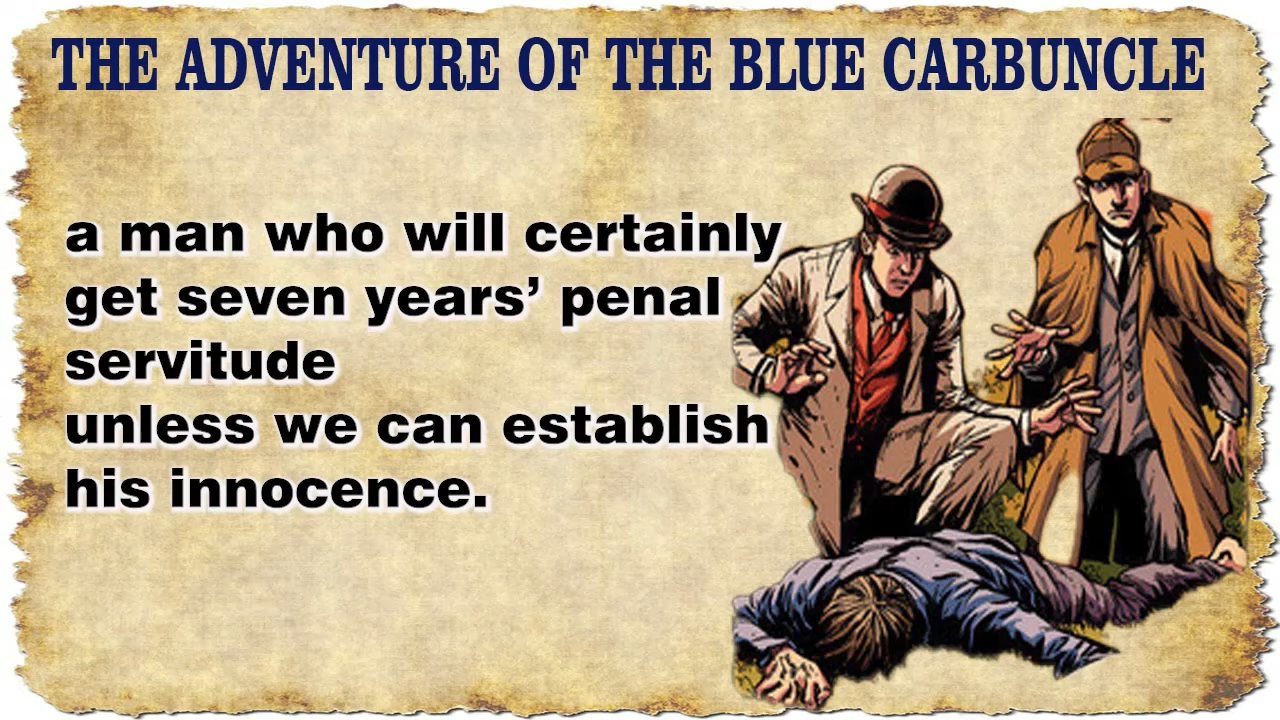 THE ADVENTURE OF THE BLUE CARBUNCLE
a man who will certainly
get seven years’ penal
servitude
unless we can establish
his innocence.